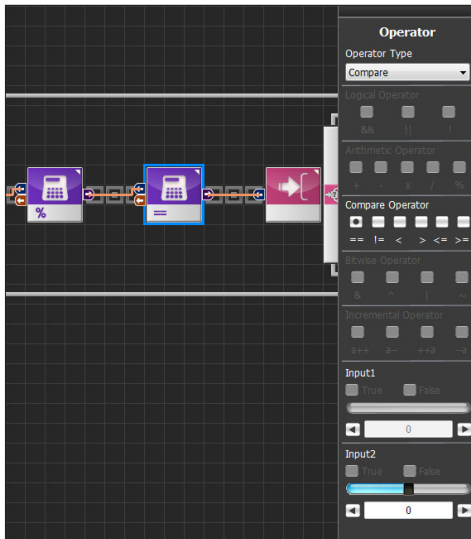 Operator
Operator Type
Compare
Logical Operator
&& || !
Arithmetic Operator
+ - x / %
Compare Operator
== != < > <= >=
Bitwise Operator
& ^ | ~
Incremental Operator
a++ a-- ++a --a
Input1
True False
0
Input2
True False
0
% ==